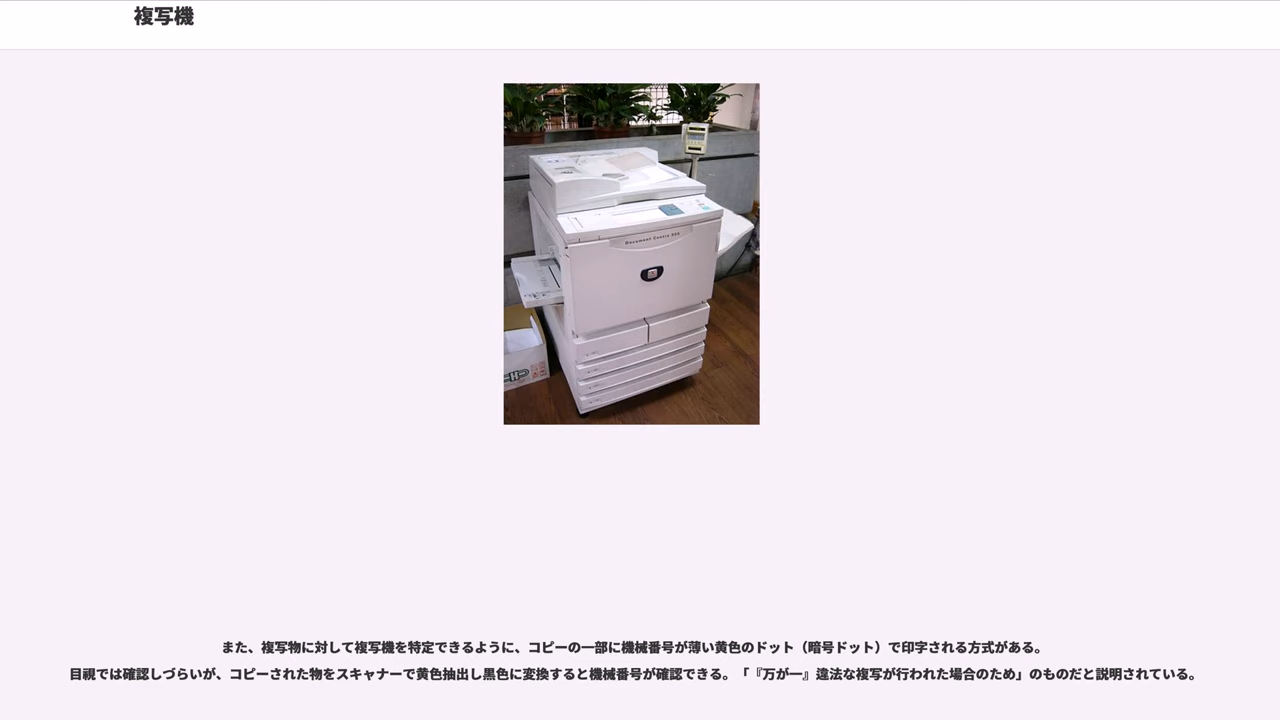 複写機
Document Centre 505
また、複写物に対して複写機を特定できるように、コピーの一部に機械番号が薄い黄色のドット（暗号ドット）で印字される方式がある。
目視では確認しづらいが、コピーされた物をスキャナーで黄色抽出し黒色に変換すると機械番号が確認できる。「『万が一』違法な複写が行われた場合のため」のものだと説明されている。